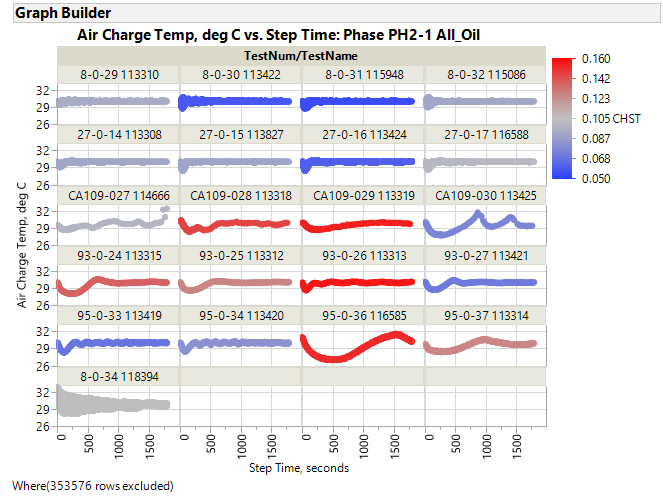 Graph Builder
Air Charge Temp, deg C vs. Step Time: Phase PH2-1 All_Oil
TestNum/TestName
8-0-29 113310 8-0-30 113422 8-0-31 115948 8-0-32 115086
32
29
26
27-0-14 113308 27-0-15 113827 27-0-16 113424 27-0-17 116588
32
29
26
CA109-027 114666 CA109-028 113318 CA109-029 113319 CA109-030 113425
32
29
26
93-0-24 113315 93-0-25 113312 93-0-26 113313 93-0-27 113421
32
29
26
95-0-33 113419 95-0-34 113420 95-0-36 116585 95-0-37 113314
32
29
26
8-0-34 118394
32
29
26
0 500 1000 1500 0 500 1000 1500 0 500 1000 1500 0 500 1000 1500
Step Time, seconds
Air Charge Temp, deg C
0.160
0.142
0.123
0.105 CHST
0.087
0.068
0.050
Where(353576 rows excluded)